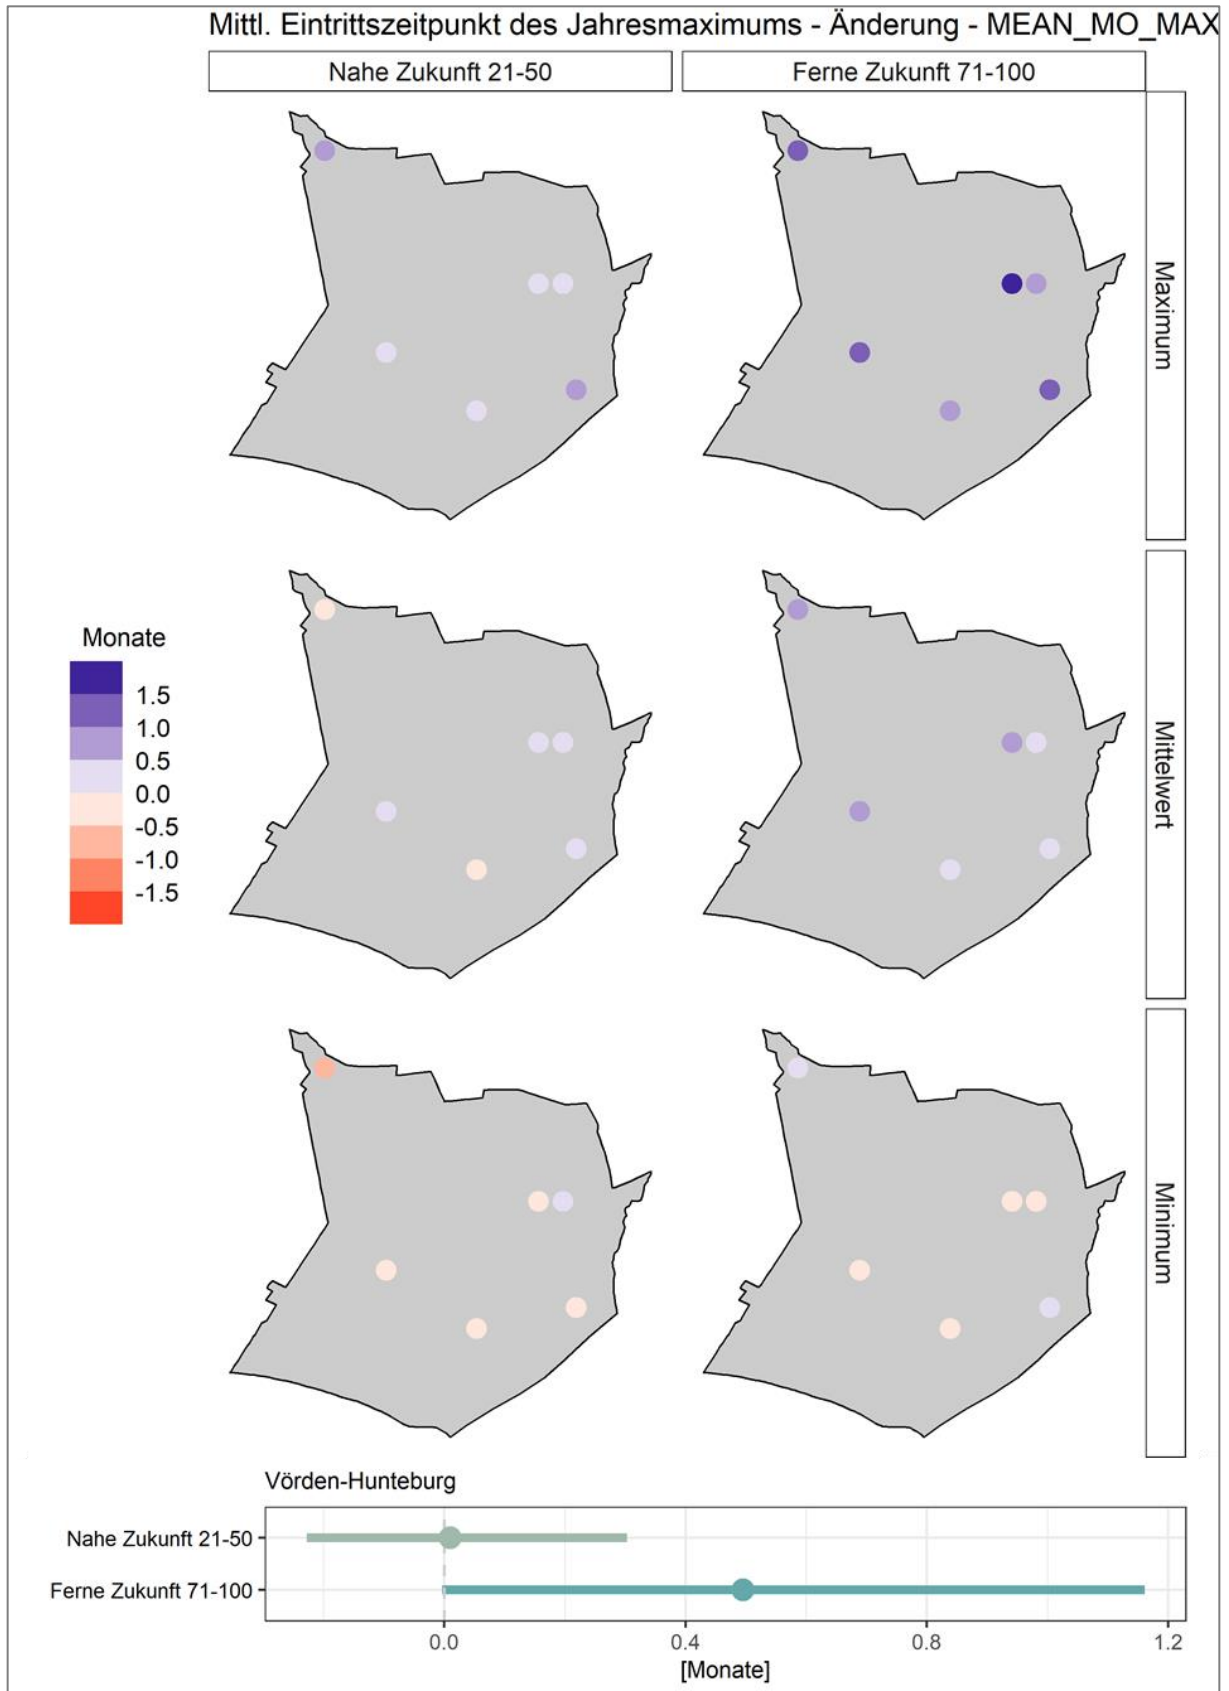 Mittl. Eintrittszeitpunkt des Jahresmaximums - Änderung - MEAN_MO_MAX
Nahe Zukunft 21-50
Ferne Zukunft 71-100
Maximum
Monate
1.5
1.0
0.5
0.0
-0.5
-1.0
-1.5
Mittelwert
Minimum
Vörden-Hunteburg
Nahe Zukunft 21-50
Ferne Zukunft 71-100
0.0 0.4 0.8 1.2
[Monate]